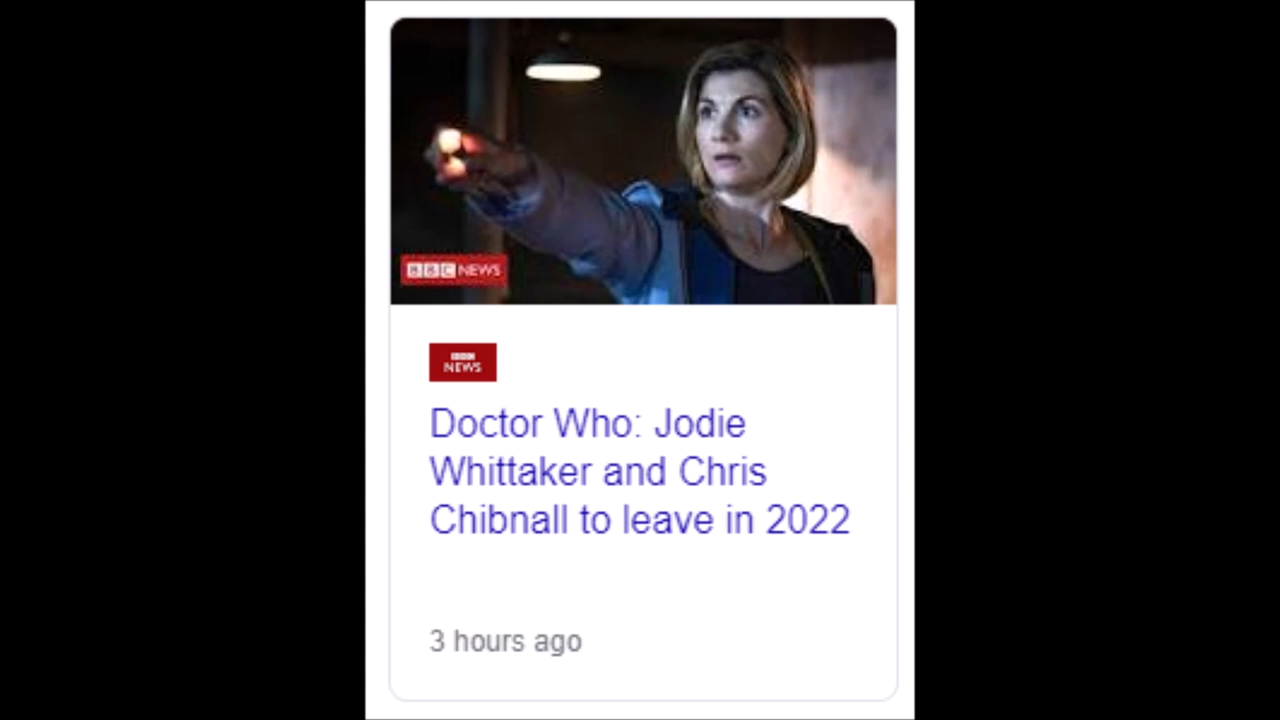 BBC NEWS
BBC
NEWS
Doctor Who: Jodie
Whittaker and Chris
Chibnall to leave in 2022
3 hours ago